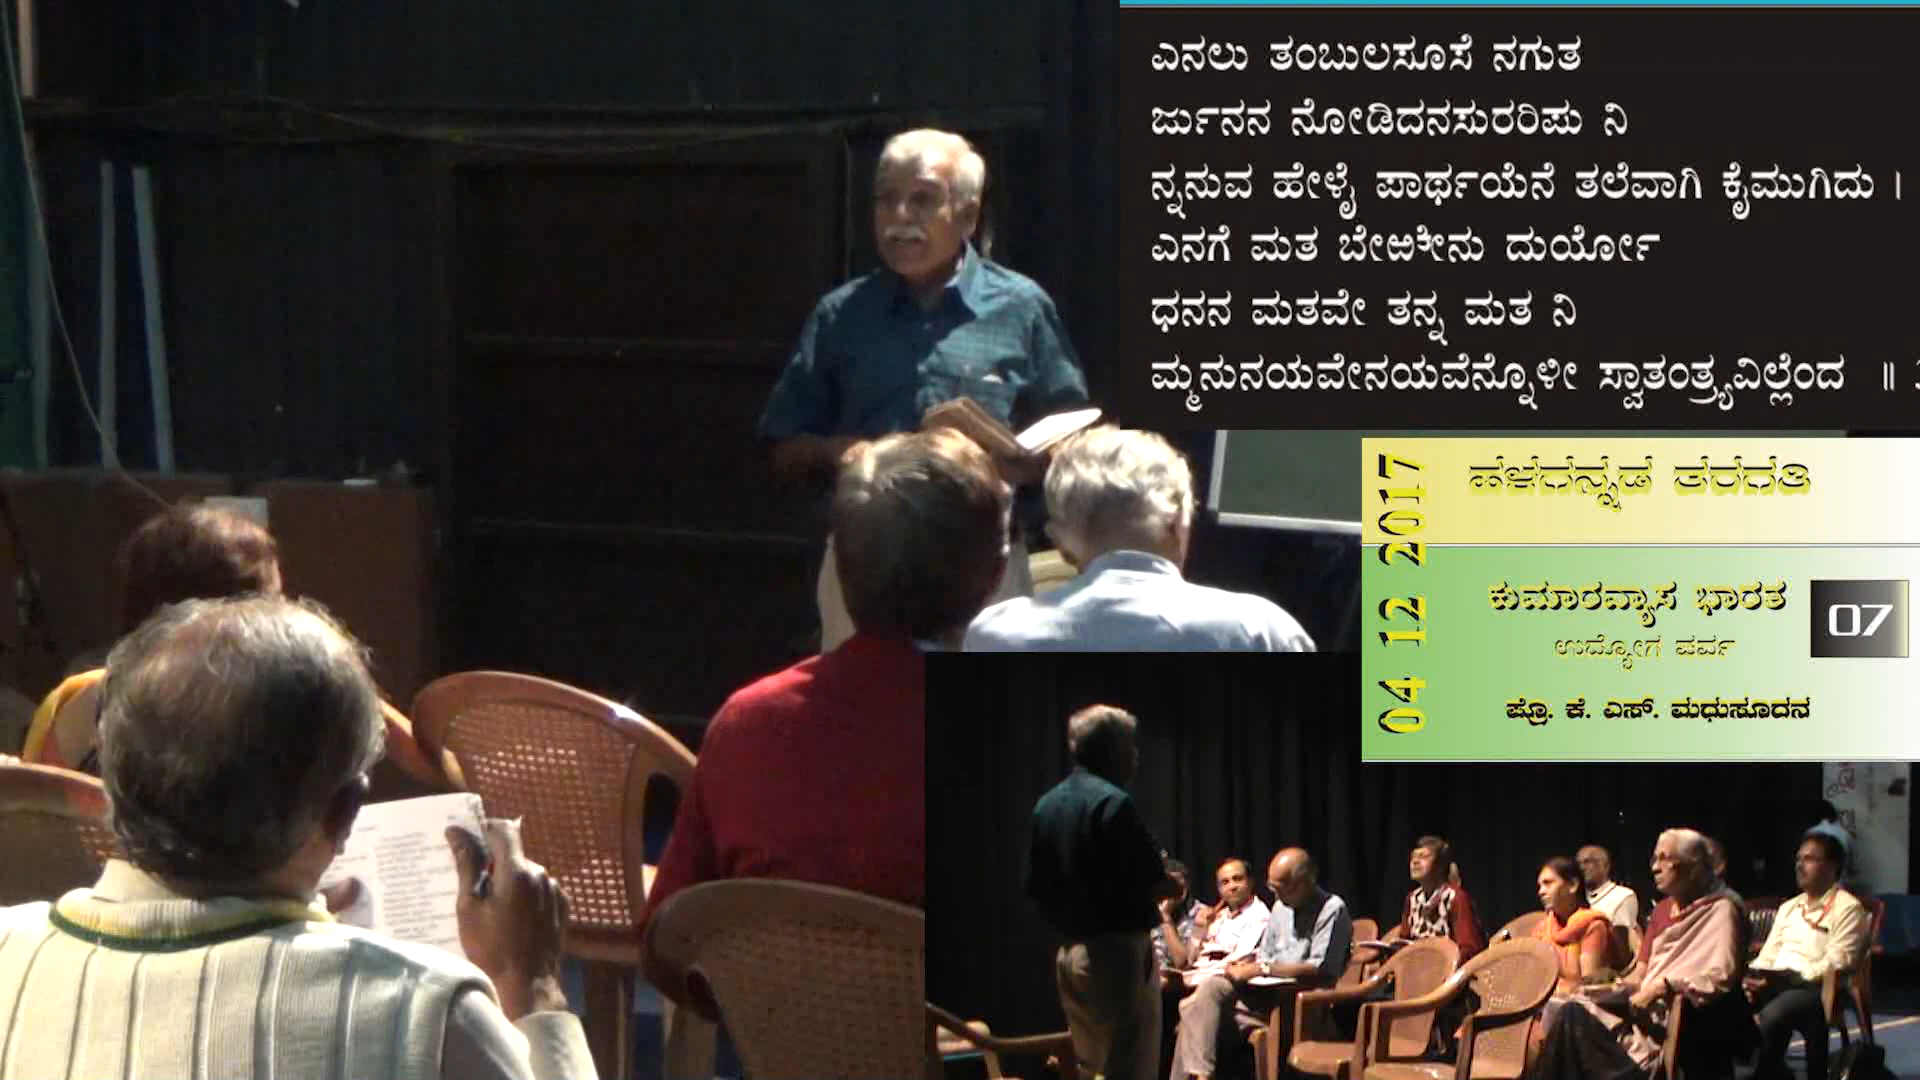 ಎನಲು ತಂಬುಲಸೂಸೆ ನಗುತ
ರ್ಜುನನ ನೋಡಿದನಸುರರಿಪು ನಿ
ನ್ನನುವ ಹೇಳೈ ಪಾರ್ಥಯೆನೆ ತಲೆವಾಗಿ ಕೈಮುಗಿದು ।
ಎನಗೆ ಮತ ಬೇಱೇನು ದುರ್ಯೋ
ಧನನ ಮತವೇ ತನ್ನ ಮತ ನಿ
ಮ್ಮನುನಯವೇನಯವೆನ್ನೊಳೀ ಸ್ವಾತಂತ್ರ್ಯವಿಲ್ಲೆಂದ ॥
04 12 2017
ಹಳಗನ್ನಡ ತರಗತಿ
ಕುಮಾರವ್ಯಾಸ ಭಾರತ
07
ಉದ್ಯೋಗ ಪರ್ವ
ಪ್ರೊ. ಕೆ. ಎಸ್. ಮಧುಸೂದನ